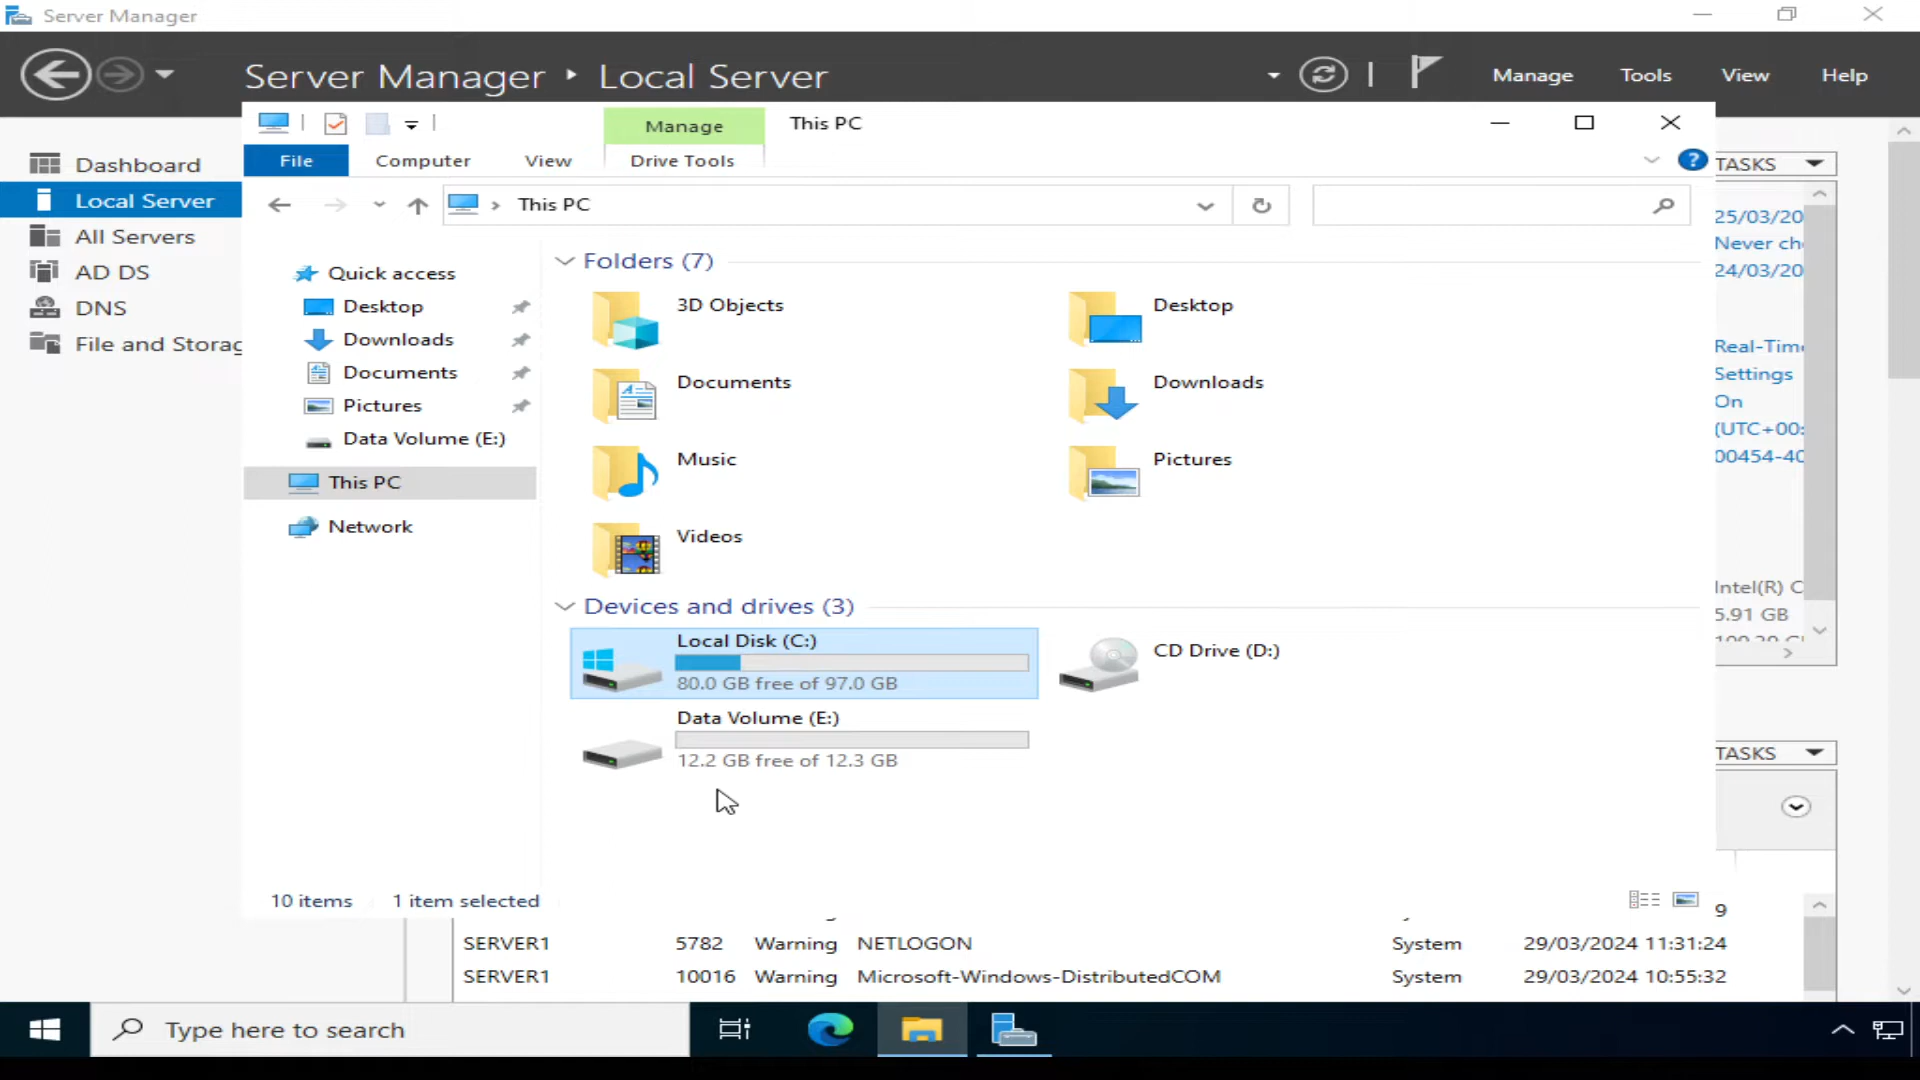 Server Manager
Server Manager ‣ Local Server
Manage Tools View Help
Manage This PC
File Computer View Drive Tools
TASKS
This PC
Dashboard
Local Server
All Servers
AD DS
DNS
File and Storag
Quick access
Desktop
Downloads
Documents
Pictures
Data Volume (E:)
This PC
Network
Folders (7)
3D Objects
Desktop
Documents
Downloads
Music
Pictures
Videos
Devices and drives (3)
Local Disk (C:)
80.0 GB free of 97.0 GB
CD Drive (D:)
Data Volume (E:)
12.2 GB free of 12.3 GB
25/03/20
Never ch
24/03/20
Real-Tim
Settings
On
(UTC+00:
00454-40
Intel(R) C
5.91 GB
TASKS
10 items 1 item selected
9
SERVER1 5782 Warning NETLOGON System 29/03/2024 11:31:24
SERVER1 10016 Warning Microsoft-Windows-DistributedCOM System 29/03/2024 10:55:32
Type here to search